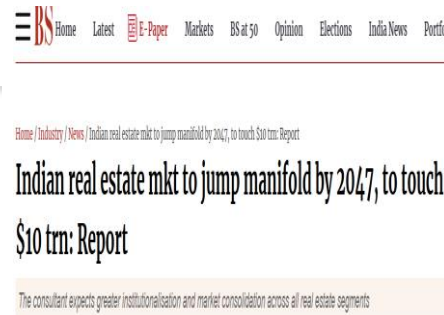 BS Home Latest E-Paper Markets BS at 50 Opinion Elections India News Portfo
Home / Industry / News / Indian real estate mkt to jump manifold by 2047, to touch $10 trn: Report
Indian real estate mkt to jump manifold by 2047, to touch
$10 trn: Report
The consultant expects greater institutionalisation and market consolidation across all real estate segments